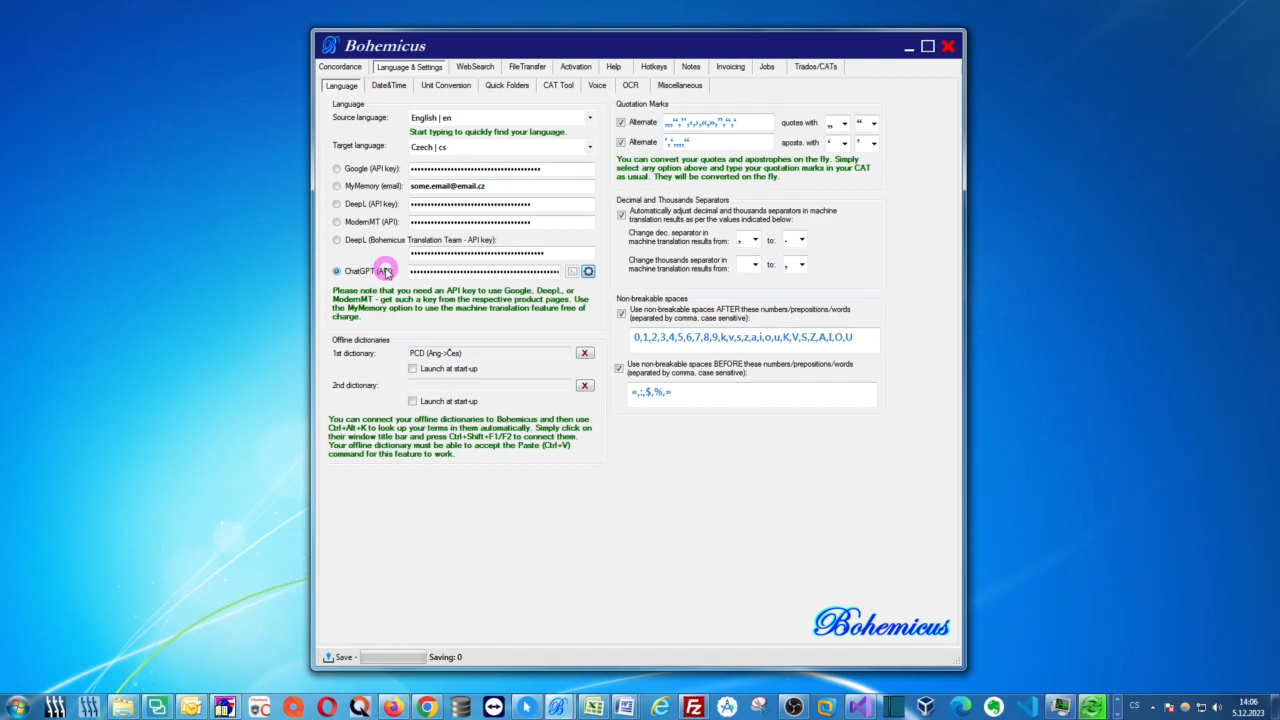 Bohemicus
Concordance Language & Settings WebSearch FileTransfer Activation Help Hotkeys Notes Invoicing Jobs Trados/CATs
Language Date&Time Unit Conversion Quick Folders CAT Tool Voice OCR Miscellaneous
Language
Source language: English | en
Start typing to quickly find your language.
Target language: Czech | cs
Google (API key): ••••••••••••••••••••••••••••••••••••••
MyMemory (email): some.email@email.cz
DeepL (API key):
ModernMT (API):
DeepL (Bohemicus Translation Team - API key):
ChatGPT (API):
Please note that you need an API key to use Google, DeepL, or
ModernMT - get such a key from the respective product pages. Use
the MyMemory option to use the machine translation feature free of
charge.
Offline dictionaries
1st dictionary: PCD (Ang->Čes) X
Launch at start-up
2nd dictionary: X
Launch at start-up
You can connect your offline dictionaries to Bohemicus and then use
Ctrl+Alt+K to look up your terms in them automatically. Simply click on
their window title bar and press Ctrl+Shift+F1/F2 to connect them.
Your offline dictionary must be able to accept the Paste (Ctrl+V)
command for this feature to work.
Quotation Marks
Alternate quotes with „ “
Alternate aposts. with ‘ ’
You can convert your quotes and apostrophes on the fly. Simply
select any option above and type your quotation marks in your CAT
as usual. They will be converted on the fly.
Decimal and Thousands Separators
Automatically adjust decimal and thousands separators in machine
translation results as per the values indicated below:
Change dec. separator in
machine translation results from: , to: .
Change thousands separator in
machine translation results from: to: ,
Non-breakable spaces
Use non-breakable spaces AFTER these numbers/prepositions/words
(separated by comma, case sensitive):
0,1,2,3,4,5,6,7,8,9,k,v,s,z,a,i,o,u,K,V,S,Z,A,I,O,U
Use non-breakable spaces BEFORE these numbers/prepositions/words
(separated by comma, case sensitive):
«,:,$,%,»
Bohemicus
Save Saving: 0
CS 14:06
5.12.2023